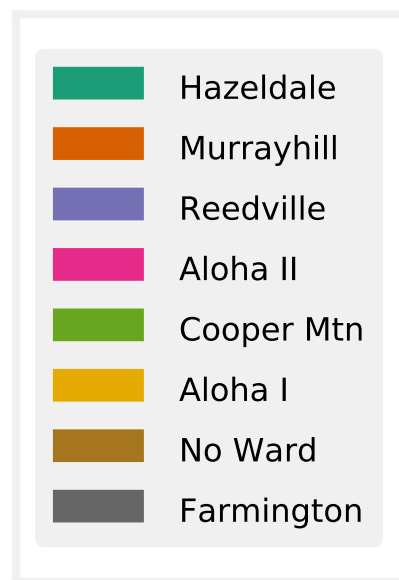 Hazeldale
Murrayhill
Reedville
Aloha II
Cooper Mtn
Aloha I
No Ward
Farmington